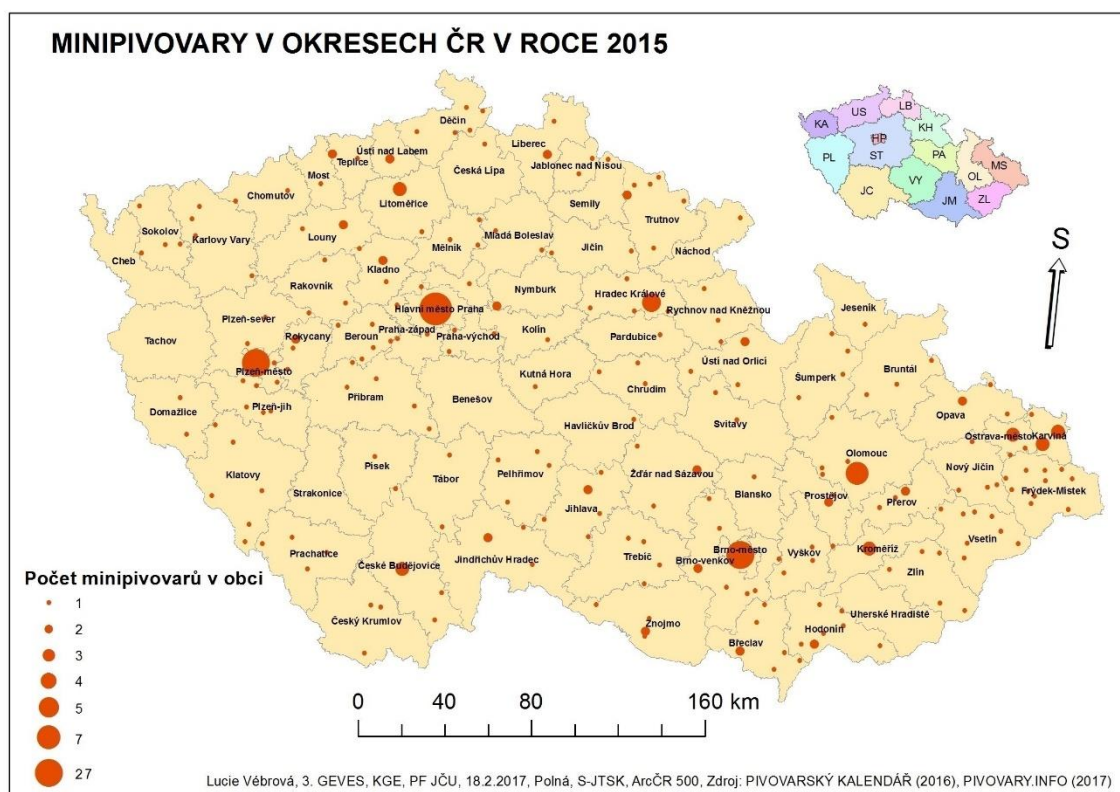 MINIPIVOVARY V OKRESECH ČR V ROCE 2015
KA
US
LB
HP
KH
PL
ST
PA
OL
MS
JC
VY
JM
ZL
S
Děčín
Liberec
Ústí nad Labem
Teplice
Jablonec nad Nisou
Most
Česká Lípa
Chomutov
Litoměřice
Semily
Trutnov
Sokolov
Karlovy Vary
Louny
Mělník
Mladá Boleslav
Jičín
Náchod
Cheb
Kladno
Rakovník
Nymburk
Hradec Králové
Jeseník
Hlavní město Praha
Rychnov nad Kněžnou
Plzeň-sever
Praha-západ
Kolín
Tachov
Rokycany
Beroun
Praha-východ
Pardubice
Ústí nad Orlicí
Plzeň-město
Kutná Hora
Šumperk
Bruntál
Chrudim
Příbram
Benešov
Domažlice
Plzeň-jih
Opava
Havlíčkův Brod
Svitavy
Ostrava-město
Karviná
Olomouc
Klatovy
Písek
Tábor
Pelhřimov
Žďár nad Sázavou
Nový Jičín
Strakonice
Blansko
Prostějov
Přerov
Frýdek-Místek
Jihlava
Vsetín
Prachatice
Jindřichův Hradec
Třebíč
Brno-město
Vyškov
Kroměříž
České Budějovice
Brno-venkov
Zlín
Český Krumlov
Znojmo
Uherské Hradiště
Hodonín
Břeclav
Počet minipivovarů v obci
1
2
3
4
5
7
27
0 40 80 160 km
Lucie Vébrová, 3. GEVES, KGE, PF JČU, 18.2.2017, Polná, S-JTSK, ArcČR 500, Zdroj: PIVOVARSKÝ KALENDÁŘ (2016), PIVOVARY.INFO (2017)